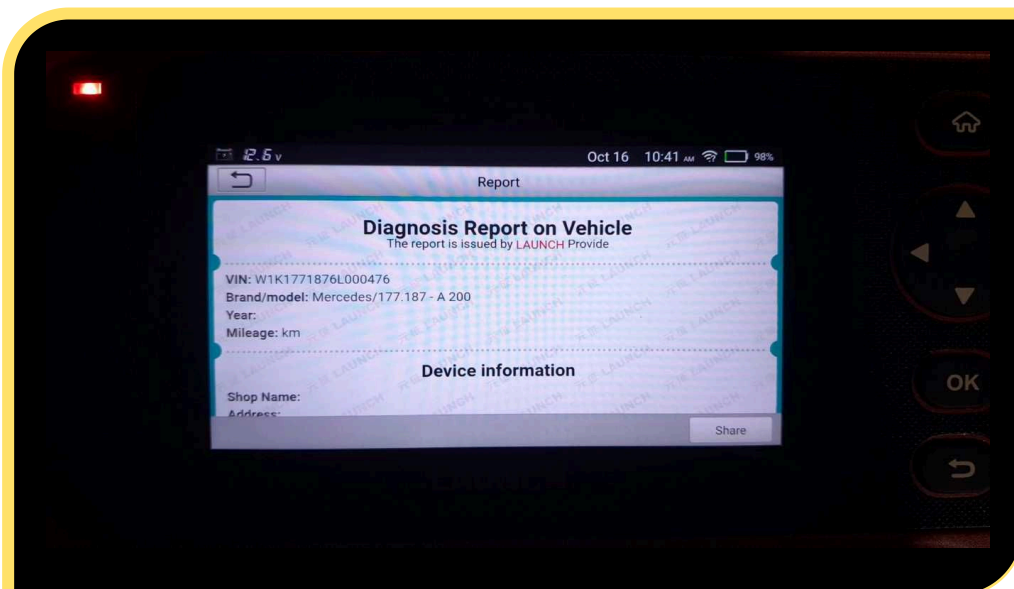 12.6 v Oct 16 10:41 AM 98%
Report
Diagnosis Report on Vehicle
The report is issued by LAUNCH Provide
VIN: W1K1771876L000476
Brand/model: Mercedes/177.187 - A 200
Year:
Mileage: km
Device information
Shop Name:
Address:
Share
OK